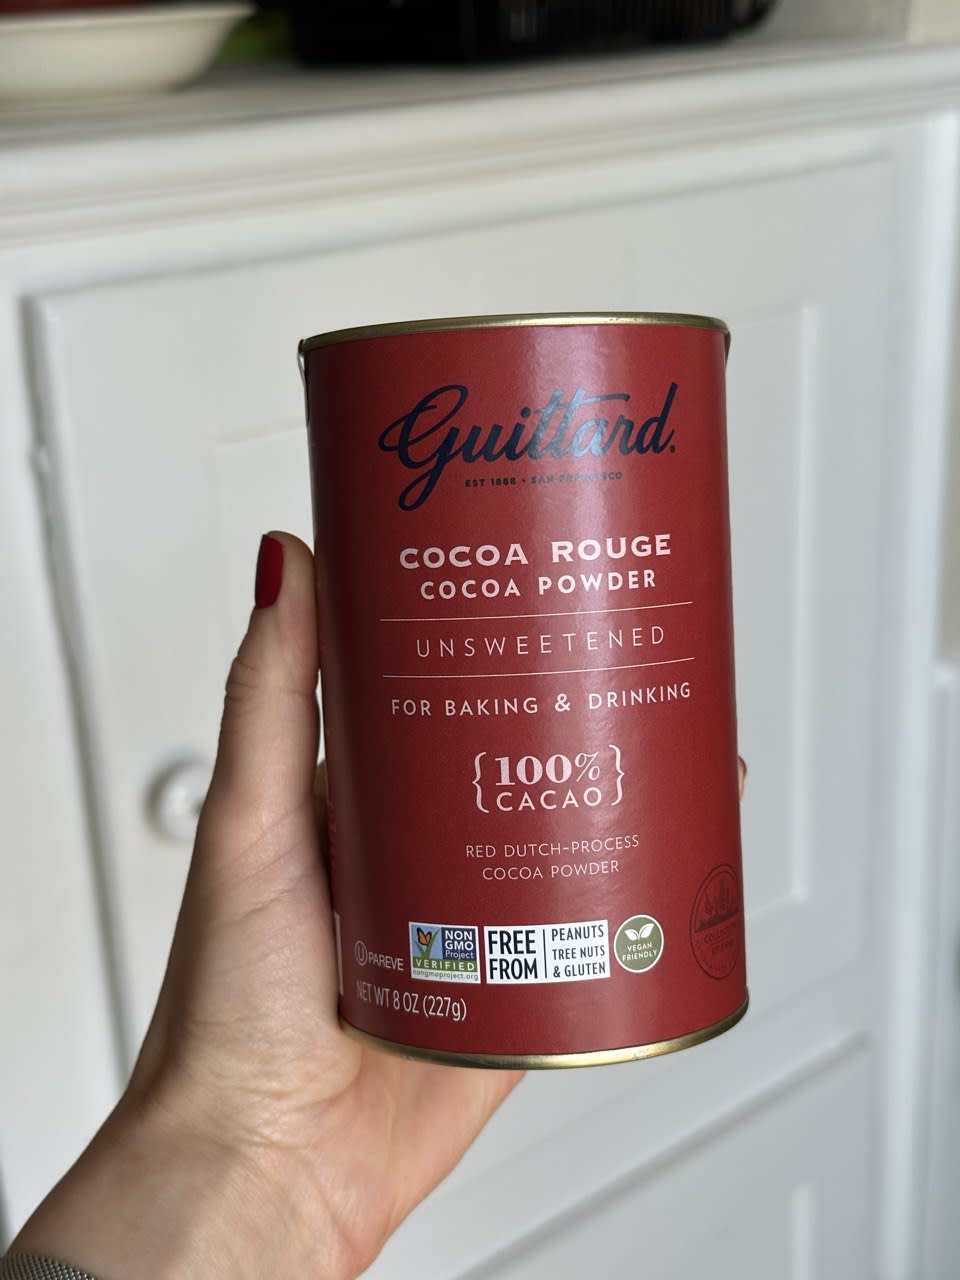 Guittard.
EST 1868 • SAN FRANCISCO
COCOA ROUGE
COCOA POWDER
UNSWEETENED
FOR BAKING & DRINKING
{100%
CACAO}
RED DUTCH-PROCESS
COCOA POWDER
U PAREVE
NON
GMO
Project
VERIFIED
nongmoproject.org
FREE
FROM
PEANUTS
TREE NUTS
& GLUTEN
VEGAN
FRIENDLY
NET WT 8 OZ (227g)